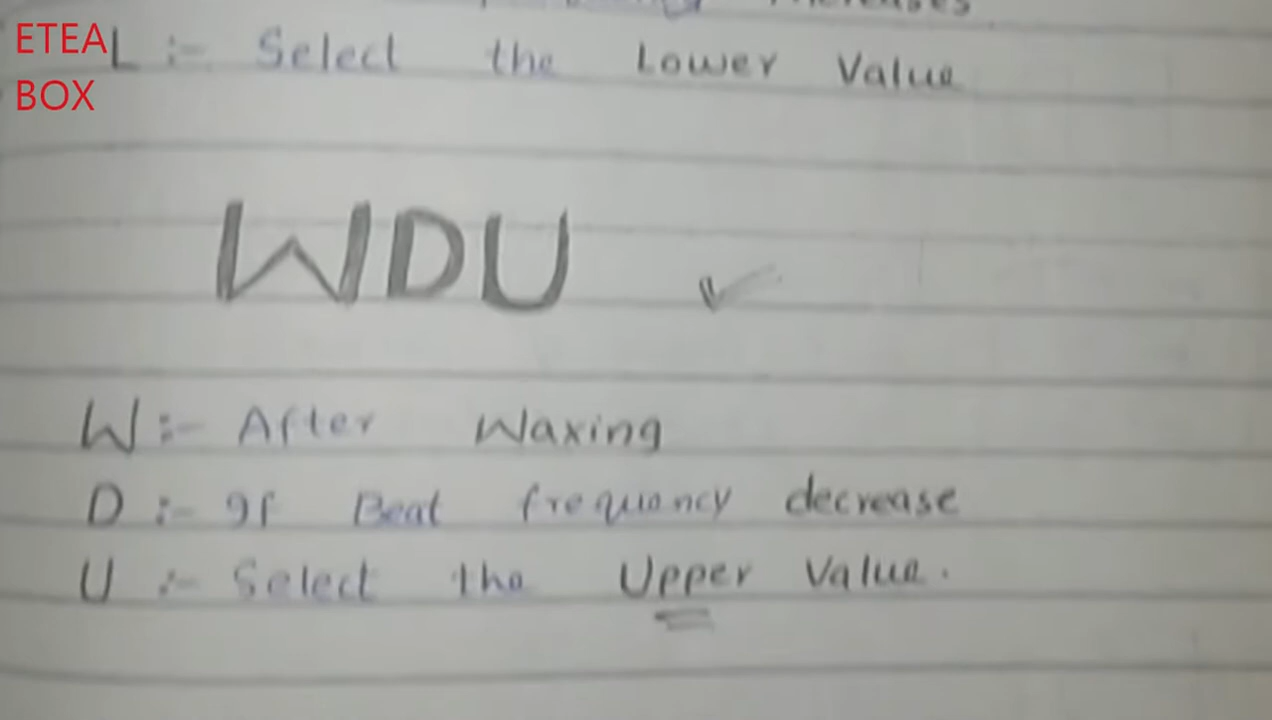 ETEA
BOX
L :- Select the Lower Value
WDU
W :- After Waxing
D :- If Beat frequency decrease
U :- Select the Upper Value.